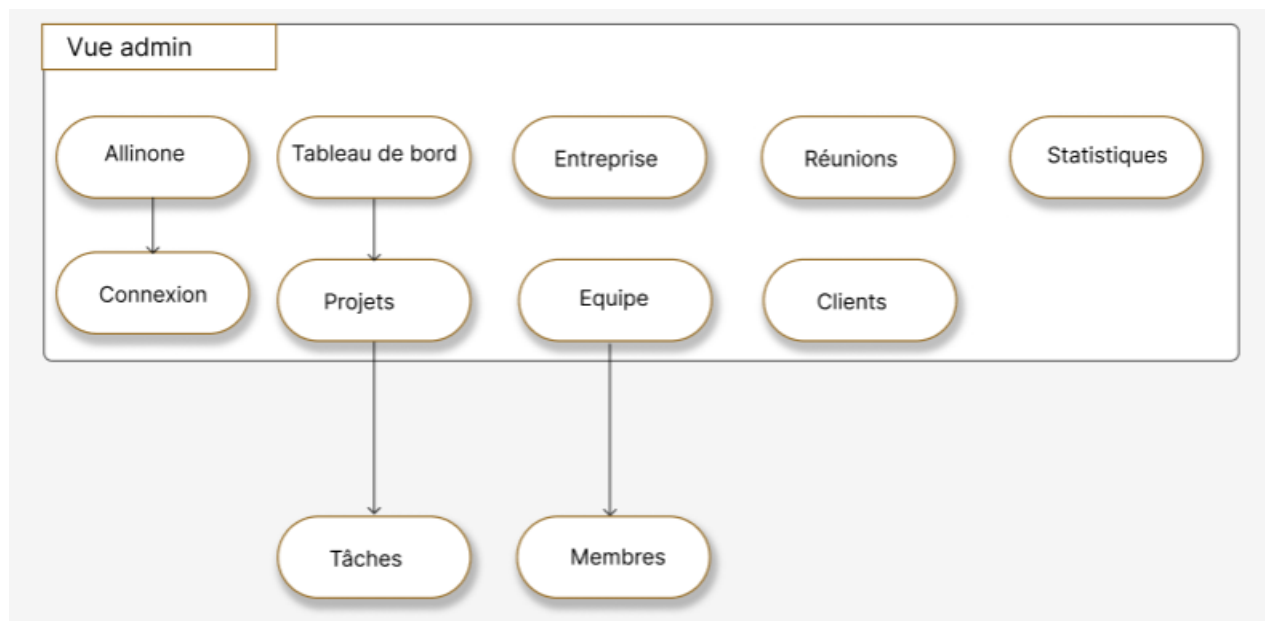 Vue admin
Allinone
Tableau de bord
Entreprise
Réunions
Statistiques
Connexion
Projets
Equipe
Clients
Tâches
Membres